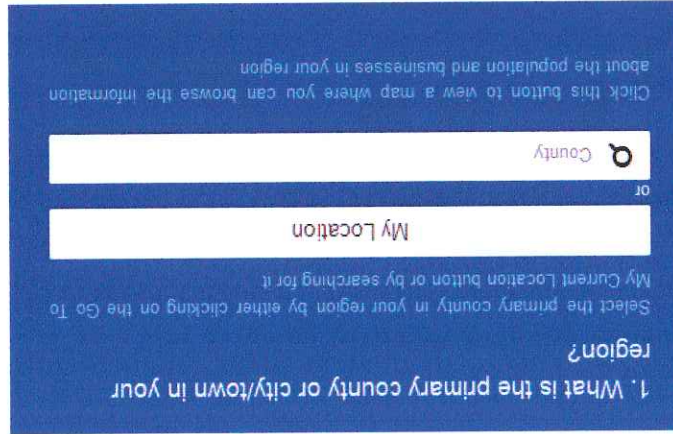 1. What is the primary county or city/town in your
region?
Select the primary county in your region by either clicking on the Go To
My Current Location button or by searching for it
My Location
or
County
Click this button to view a map where you can browse the information
about the population and businesses in your region